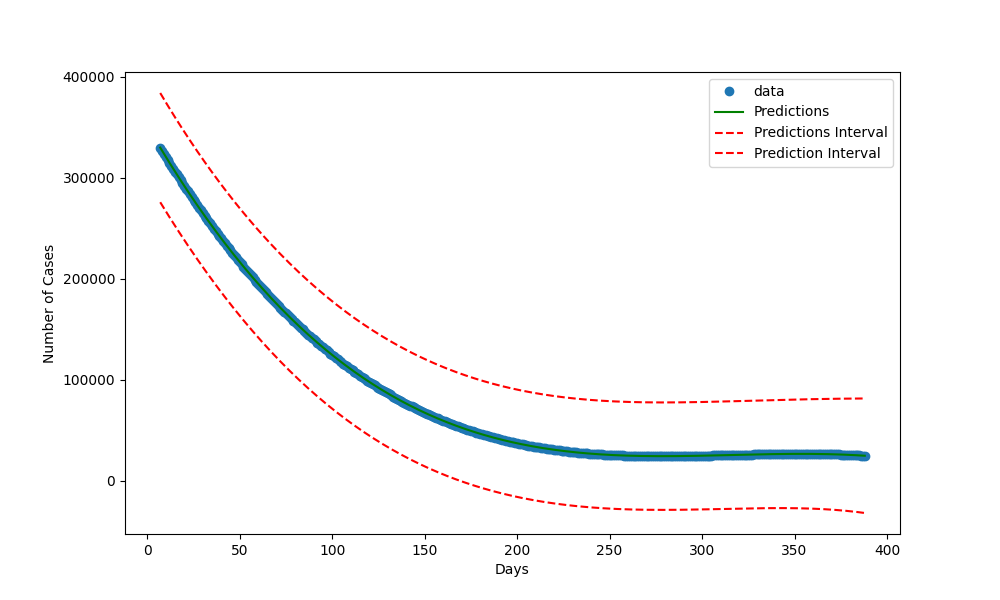 400000
300000
200000
100000
0
Number of Cases
0 50 100 150 200 250 300 350 400
Days
data
Predictions
Predictions Interval
Prediction Interval